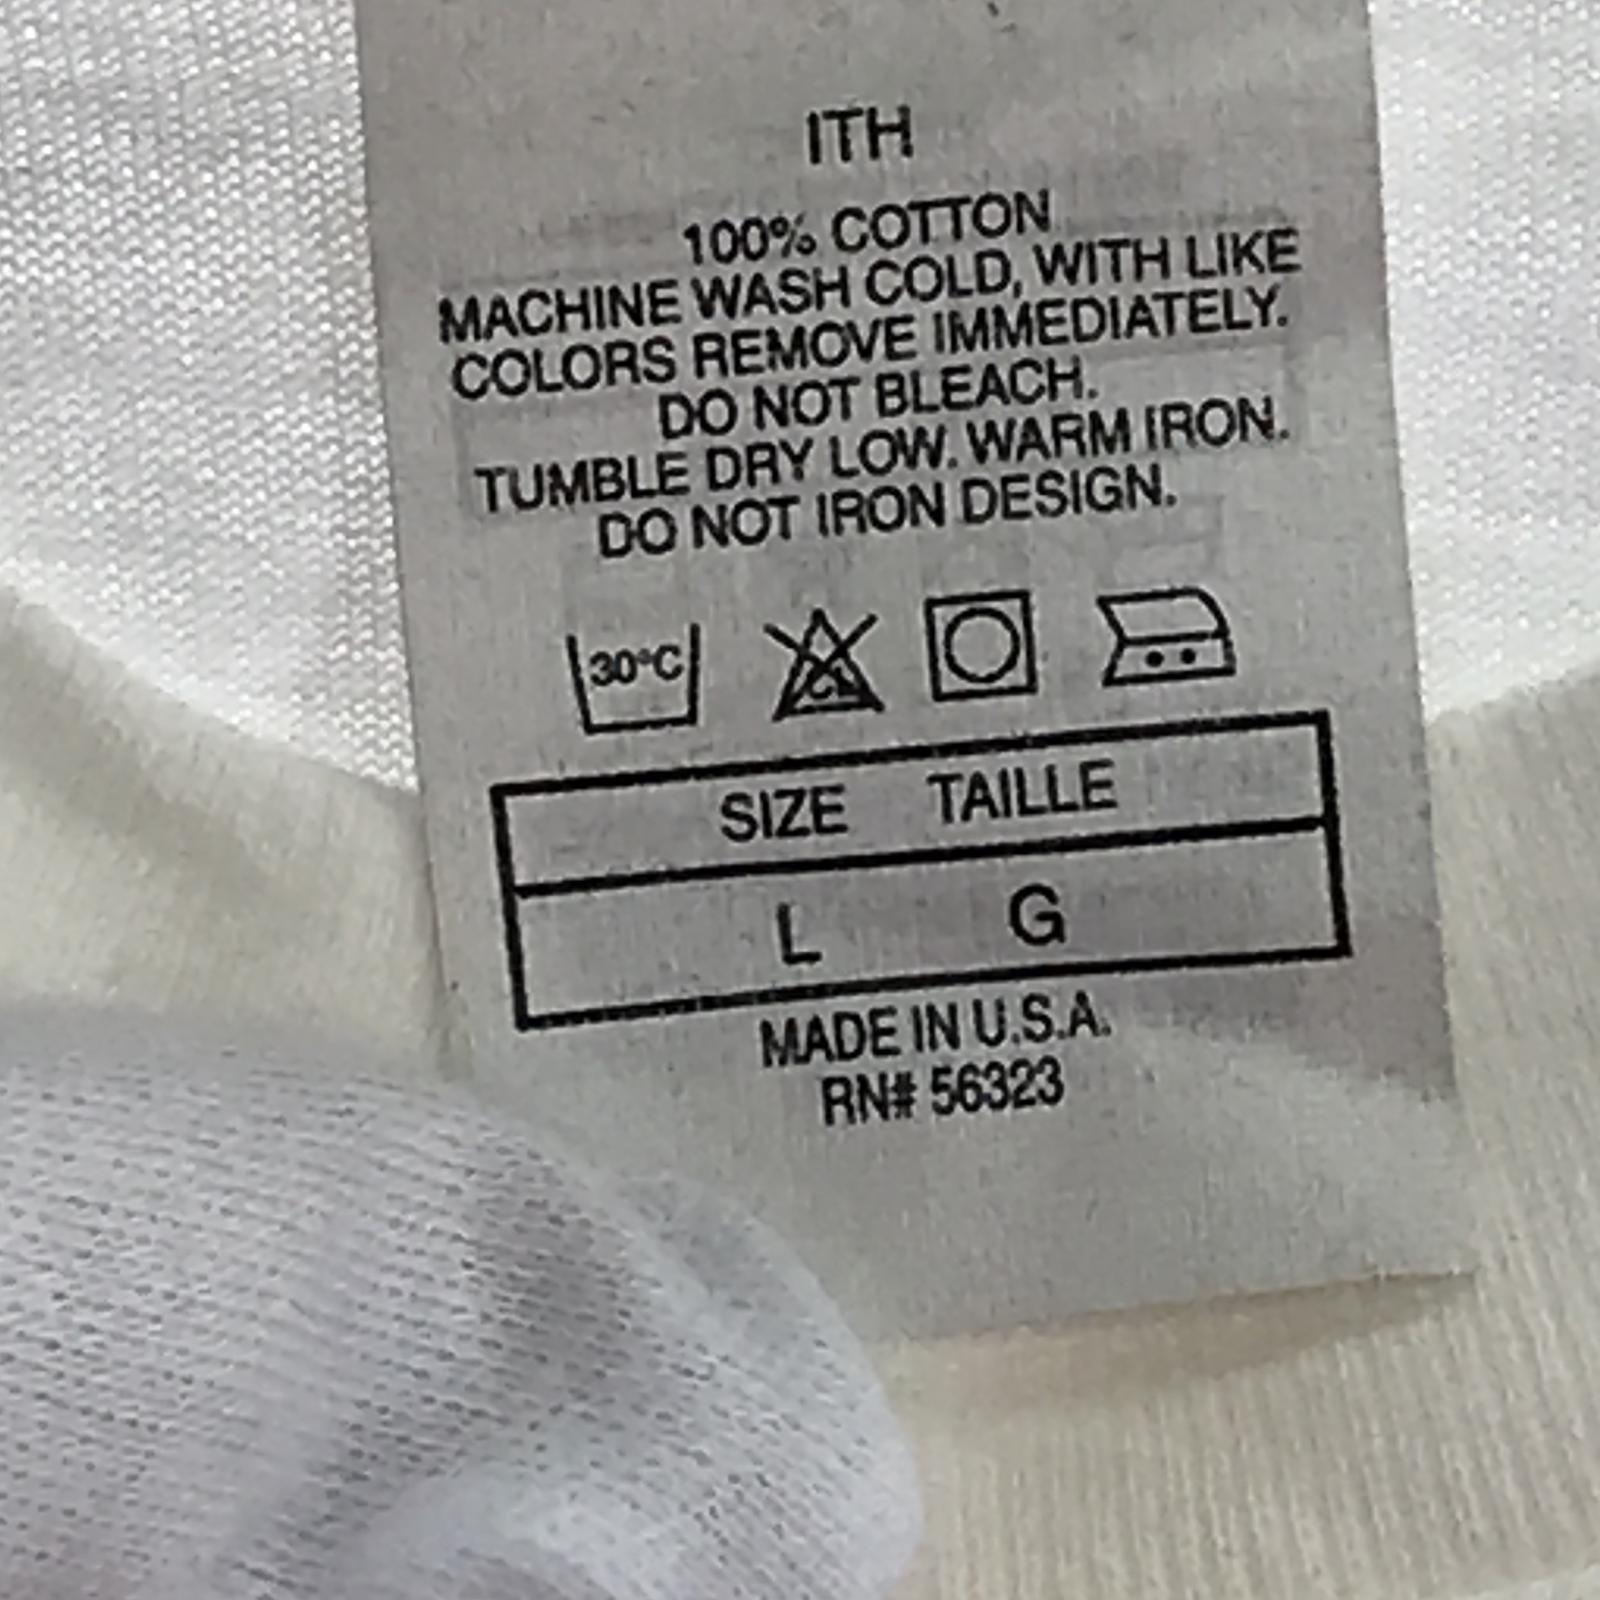 ITH
100% COTTON
MACHINE WASH COLD, WITH LIKE
COLORS REMOVE IMMEDIATELY.
DO NOT BLEACH.
TUMBLE DRY LOW. WARM IRON.
DO NOT IRON DESIGN.
30°C CL
SIZE TAILLE
L G
MADE IN U.S.A.
RN# 56323